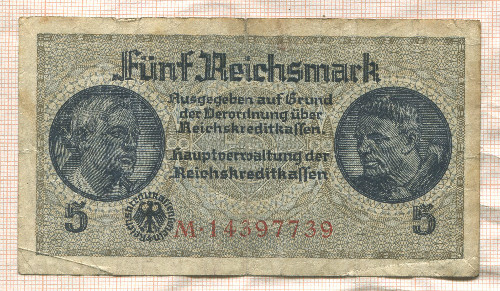 Fünf Reichsmark
Ausgegeben auf Grund
der Verordnung über
Reichskreditkassen.
Hauptverwaltung der
Reichskreditkassen
5
5
M·14397739